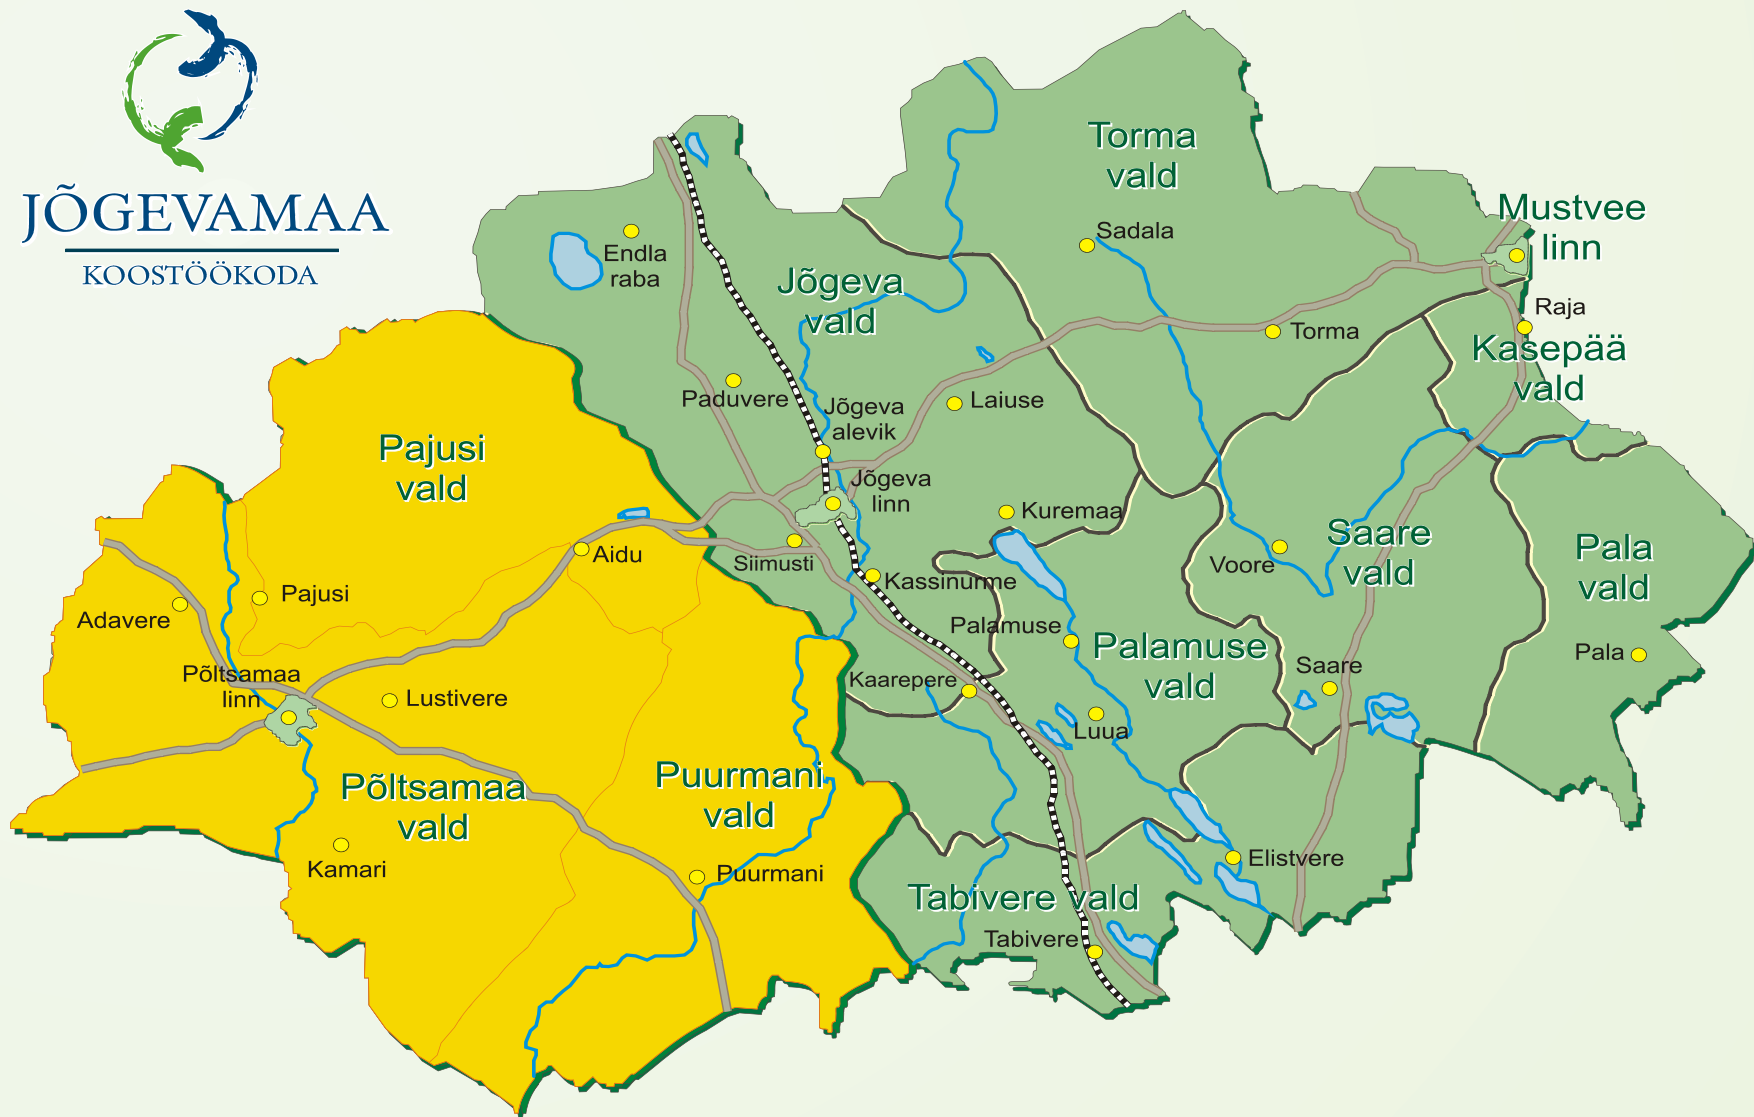 JÕGEVAMAA
KOOSTÖÖKODA
Torma
vald
Mustvee
linn
Sadala
Endla
raba
Jõgeva
vald
Raja
Torma
Kasepää
vald
Paduvere
Jõgeva
alevik
Laiuse
Pajusi
vald
Jõgeva
linn
Kuremaa
Saare
vald
Pala
vald
Aidu
Siimusti
Voore
Kassinurme
Pajusi
Adavere
Palamuse
Palamuse
vald
Pala
Saare
Põltsamaa
linn
Lustivere
Kaarepere
Luua
Põltsamaa
vald
Puurmani
vald
Kamari
Puurmani
Elistvere
Tabivere vald
Tabivere